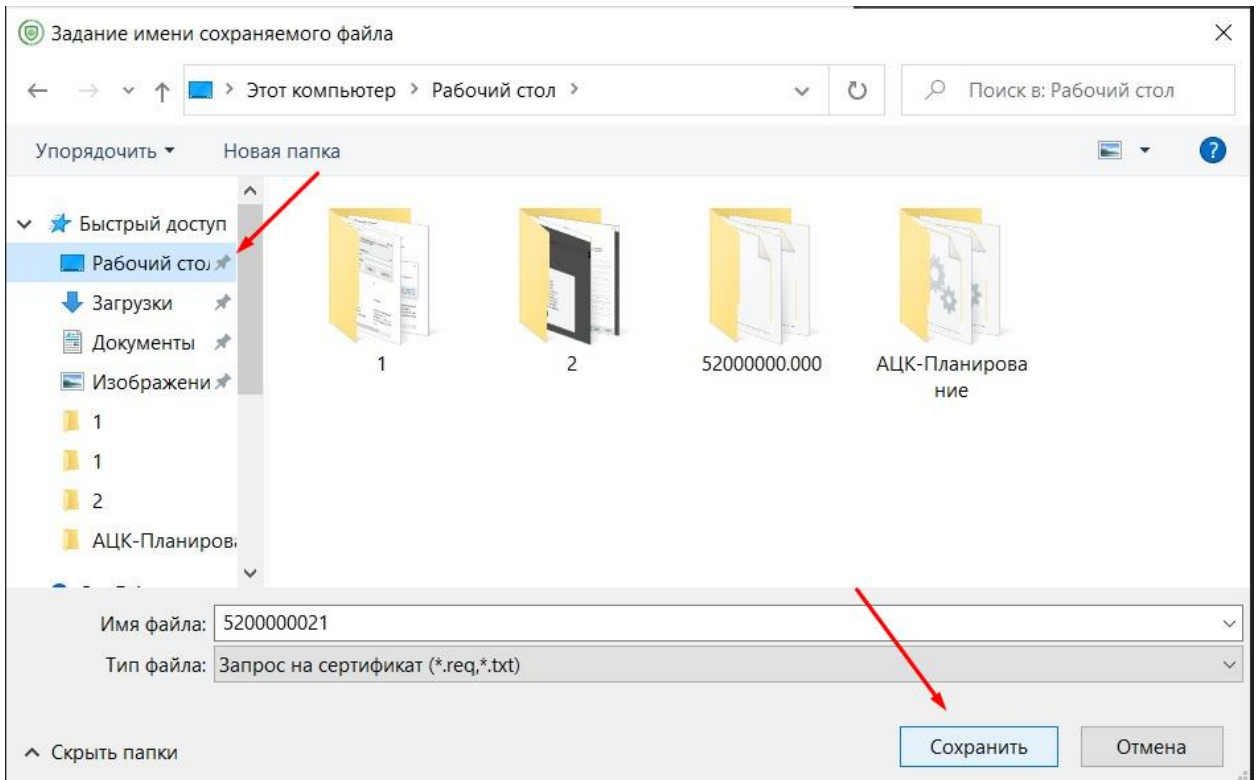 Задание имени сохраняемого файла
Этот компьютер > Рабочий стол >
Поиск в: Рабочий стол
Упорядочить
Новая папка
?
Быстрый доступ
Рабочий стол
Загрузки
Документы
Изображени
1
1
2
АЦК-Планирова
1
2
52000000.000
АЦК-Планирова
ние
Имя файла: 5200000021
Тип файла: Запрос на сертификат (*.req,*.txt)
Скрыть папки
Сохранить
Отмена